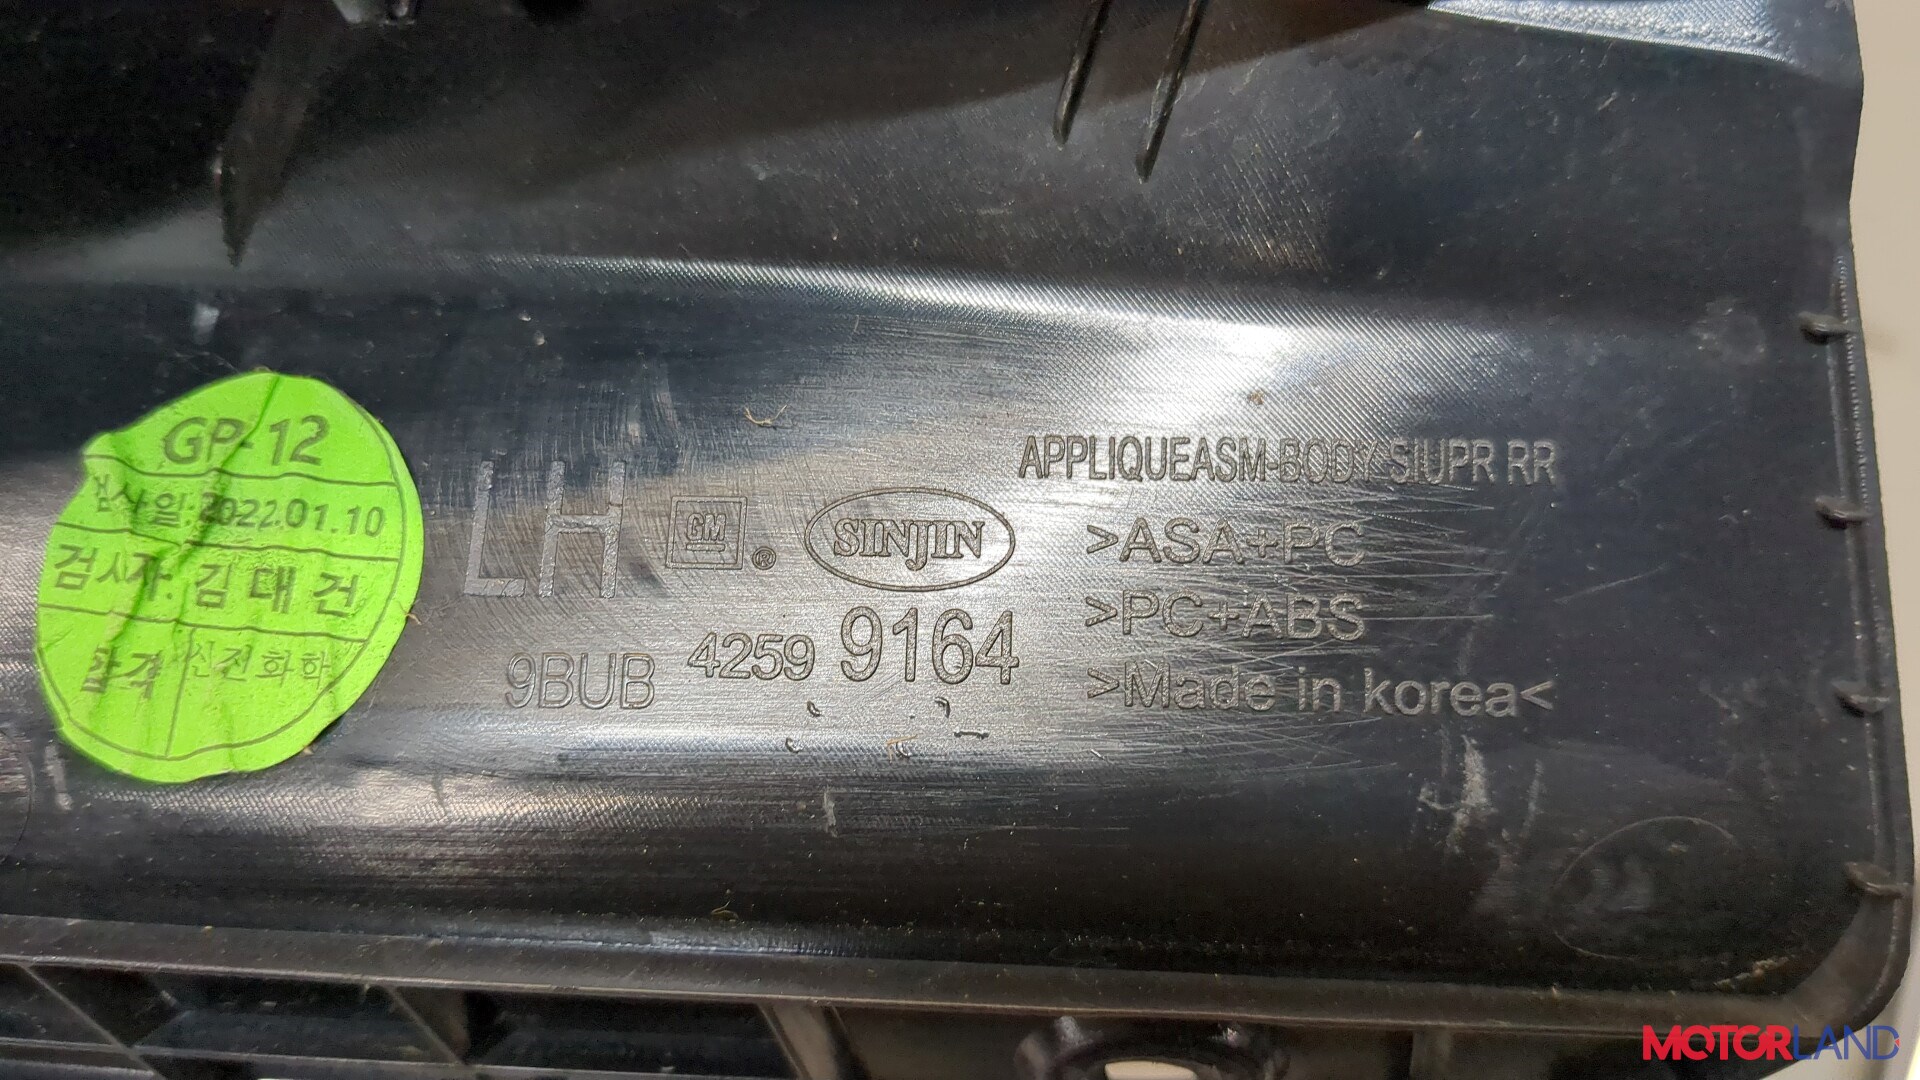 GP-12
검사일: 2022.01.10
검사자: 김대건
합격 신진화학
LH GM ® SINJIN
9BUB 4259 9164
APPLIQUEASM-BODY SIUPR RR
>ASA+PC
>PC+ABS
>Made in korea<
MOTORLAND